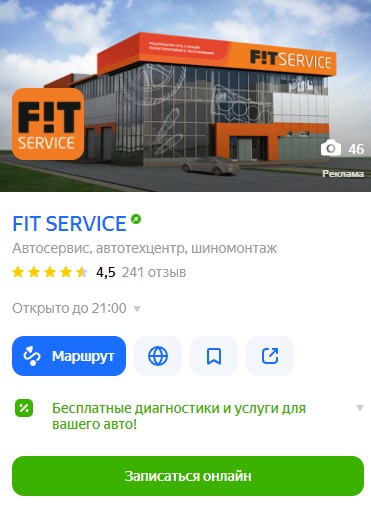 FIT SERVICE
F!T
SERVICE
46
Реклама
FIT SERVICE
Автосервис, автотехцентр, шиномонтаж
4,5 241 отзыв
Открыто до 21:00
Маршрут
Бесплатные диагностики и услуги для
вашего авто!
Записаться онлайн